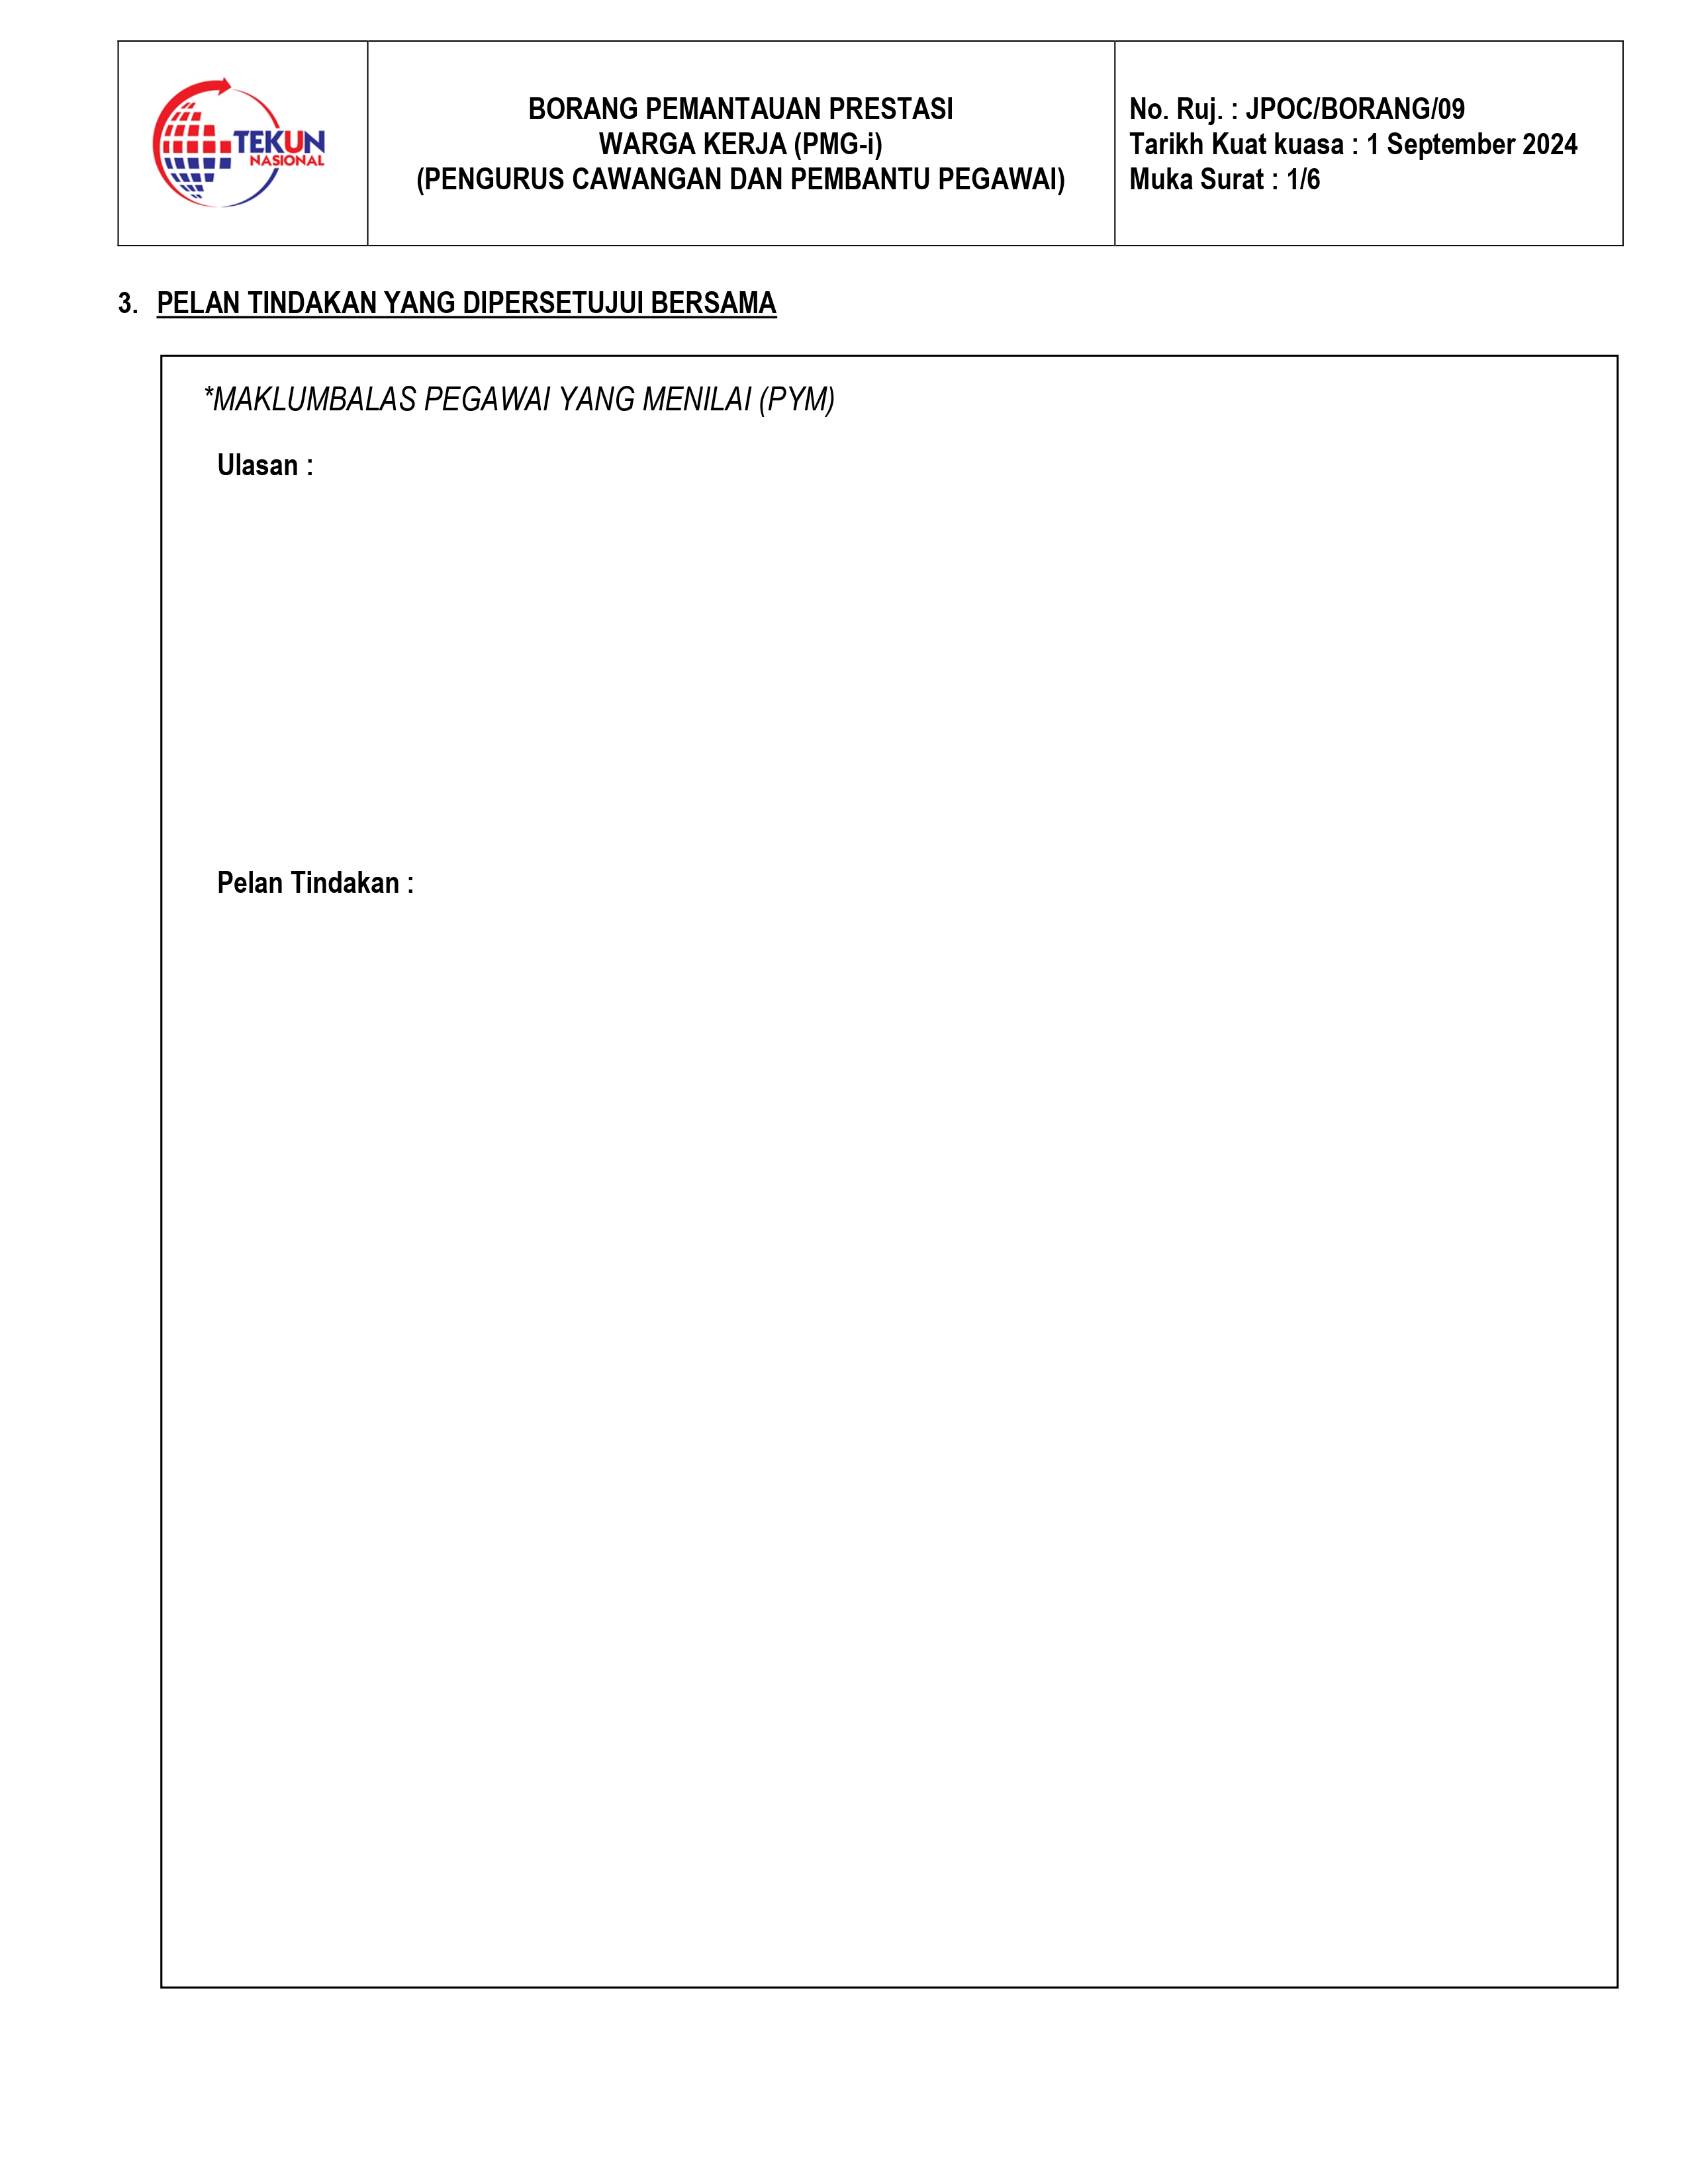 TEKUN
NASIONAL
BORANG PEMANTAUAN PRESTASI
WARGA KERJA (PMG-i)
(PENGURUS CAWANGAN DAN PEMBANTU PEGAWAI)
No. Ruj. : JPOC/BORANG/09
Tarikh Kuat kuasa : 1 September 2024
Muka Surat : 1/6
3. PELAN TINDAKAN YANG DIPERSETUJUI BERSAMA
*MAKLUMBALAS PEGAWAI YANG MENILAI (PYM)
Ulasan :
Pelan Tindakan :